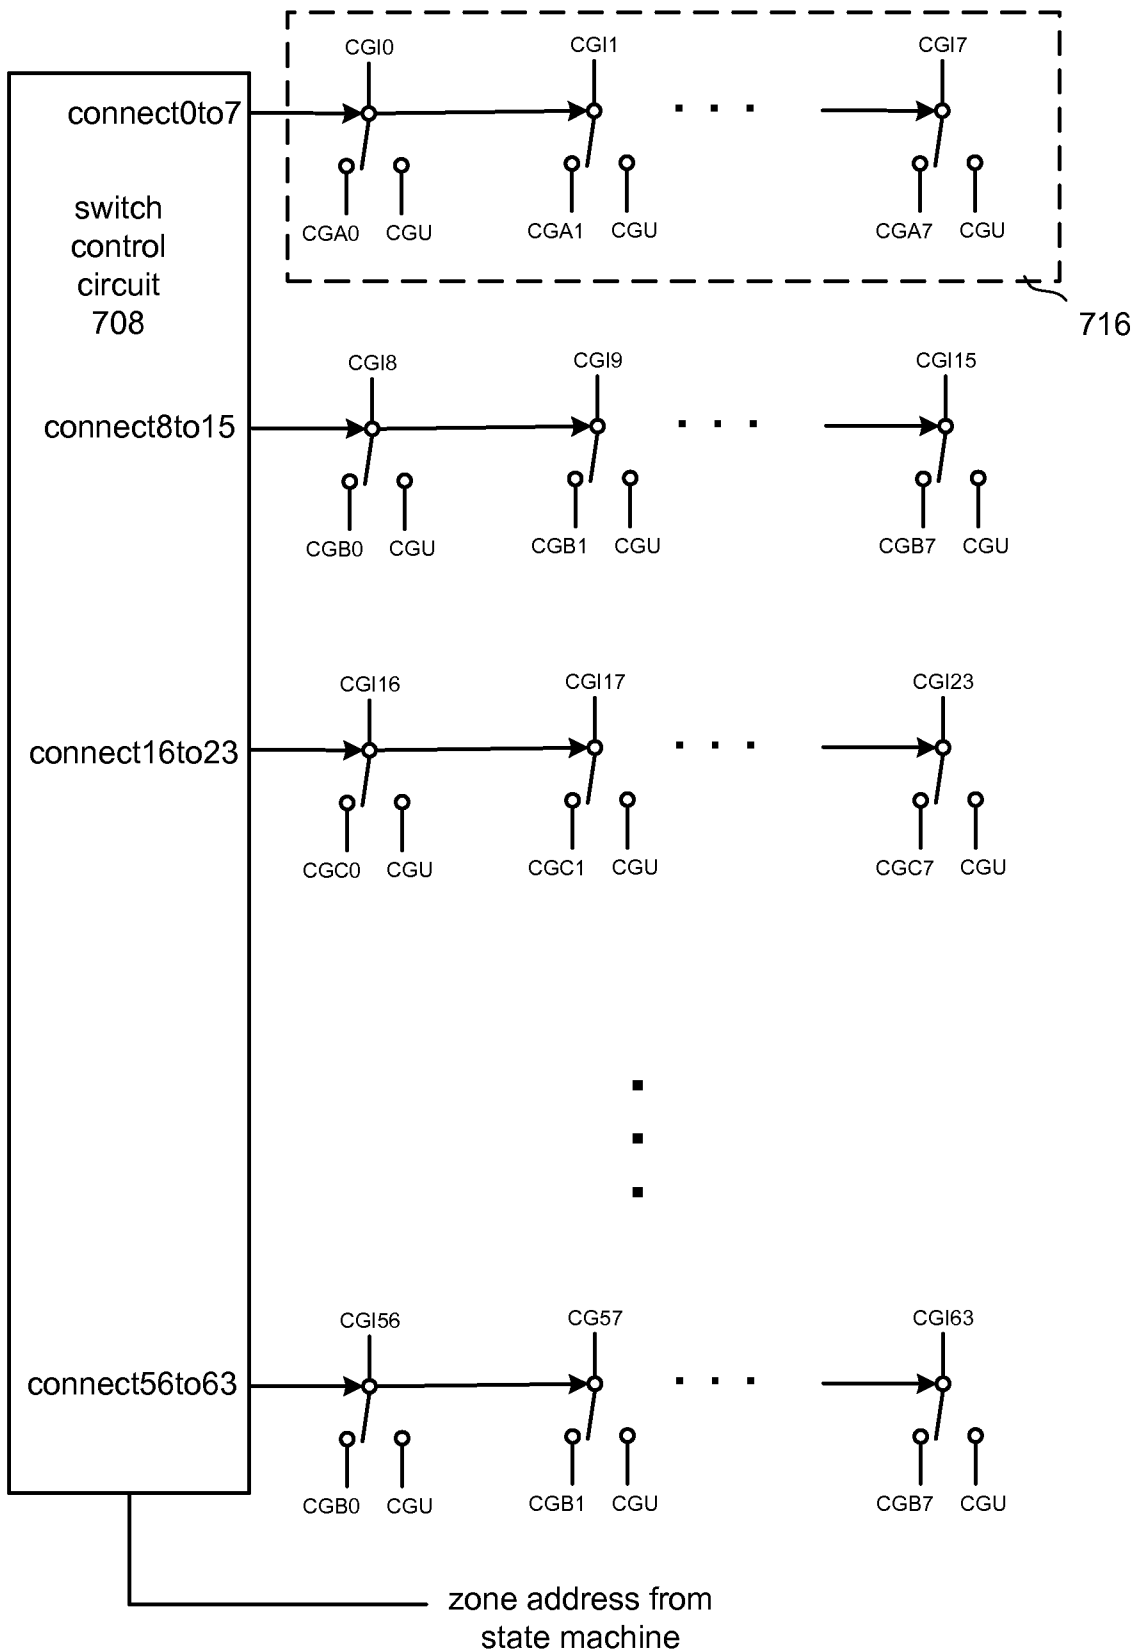 CGI0 CGI1 CGI7
connect0to7
switch
control
circuit
708
CGA0 CGU CGA1 CGU CGA7 CGU
716
CGI8 CGI9 CGI15
connect8to15
CGB0 CGU CGB1 CGU CGB7 CGU
CGI16 CGI17 CGI23
connect16to23
CGC0 CGU CGC1 CGU CGC7 CGU
CGI56 CG57 CGI63
connect56to63
CGB0 CGU CGB1 CGU CGB7 CGU
zone address from
state machine